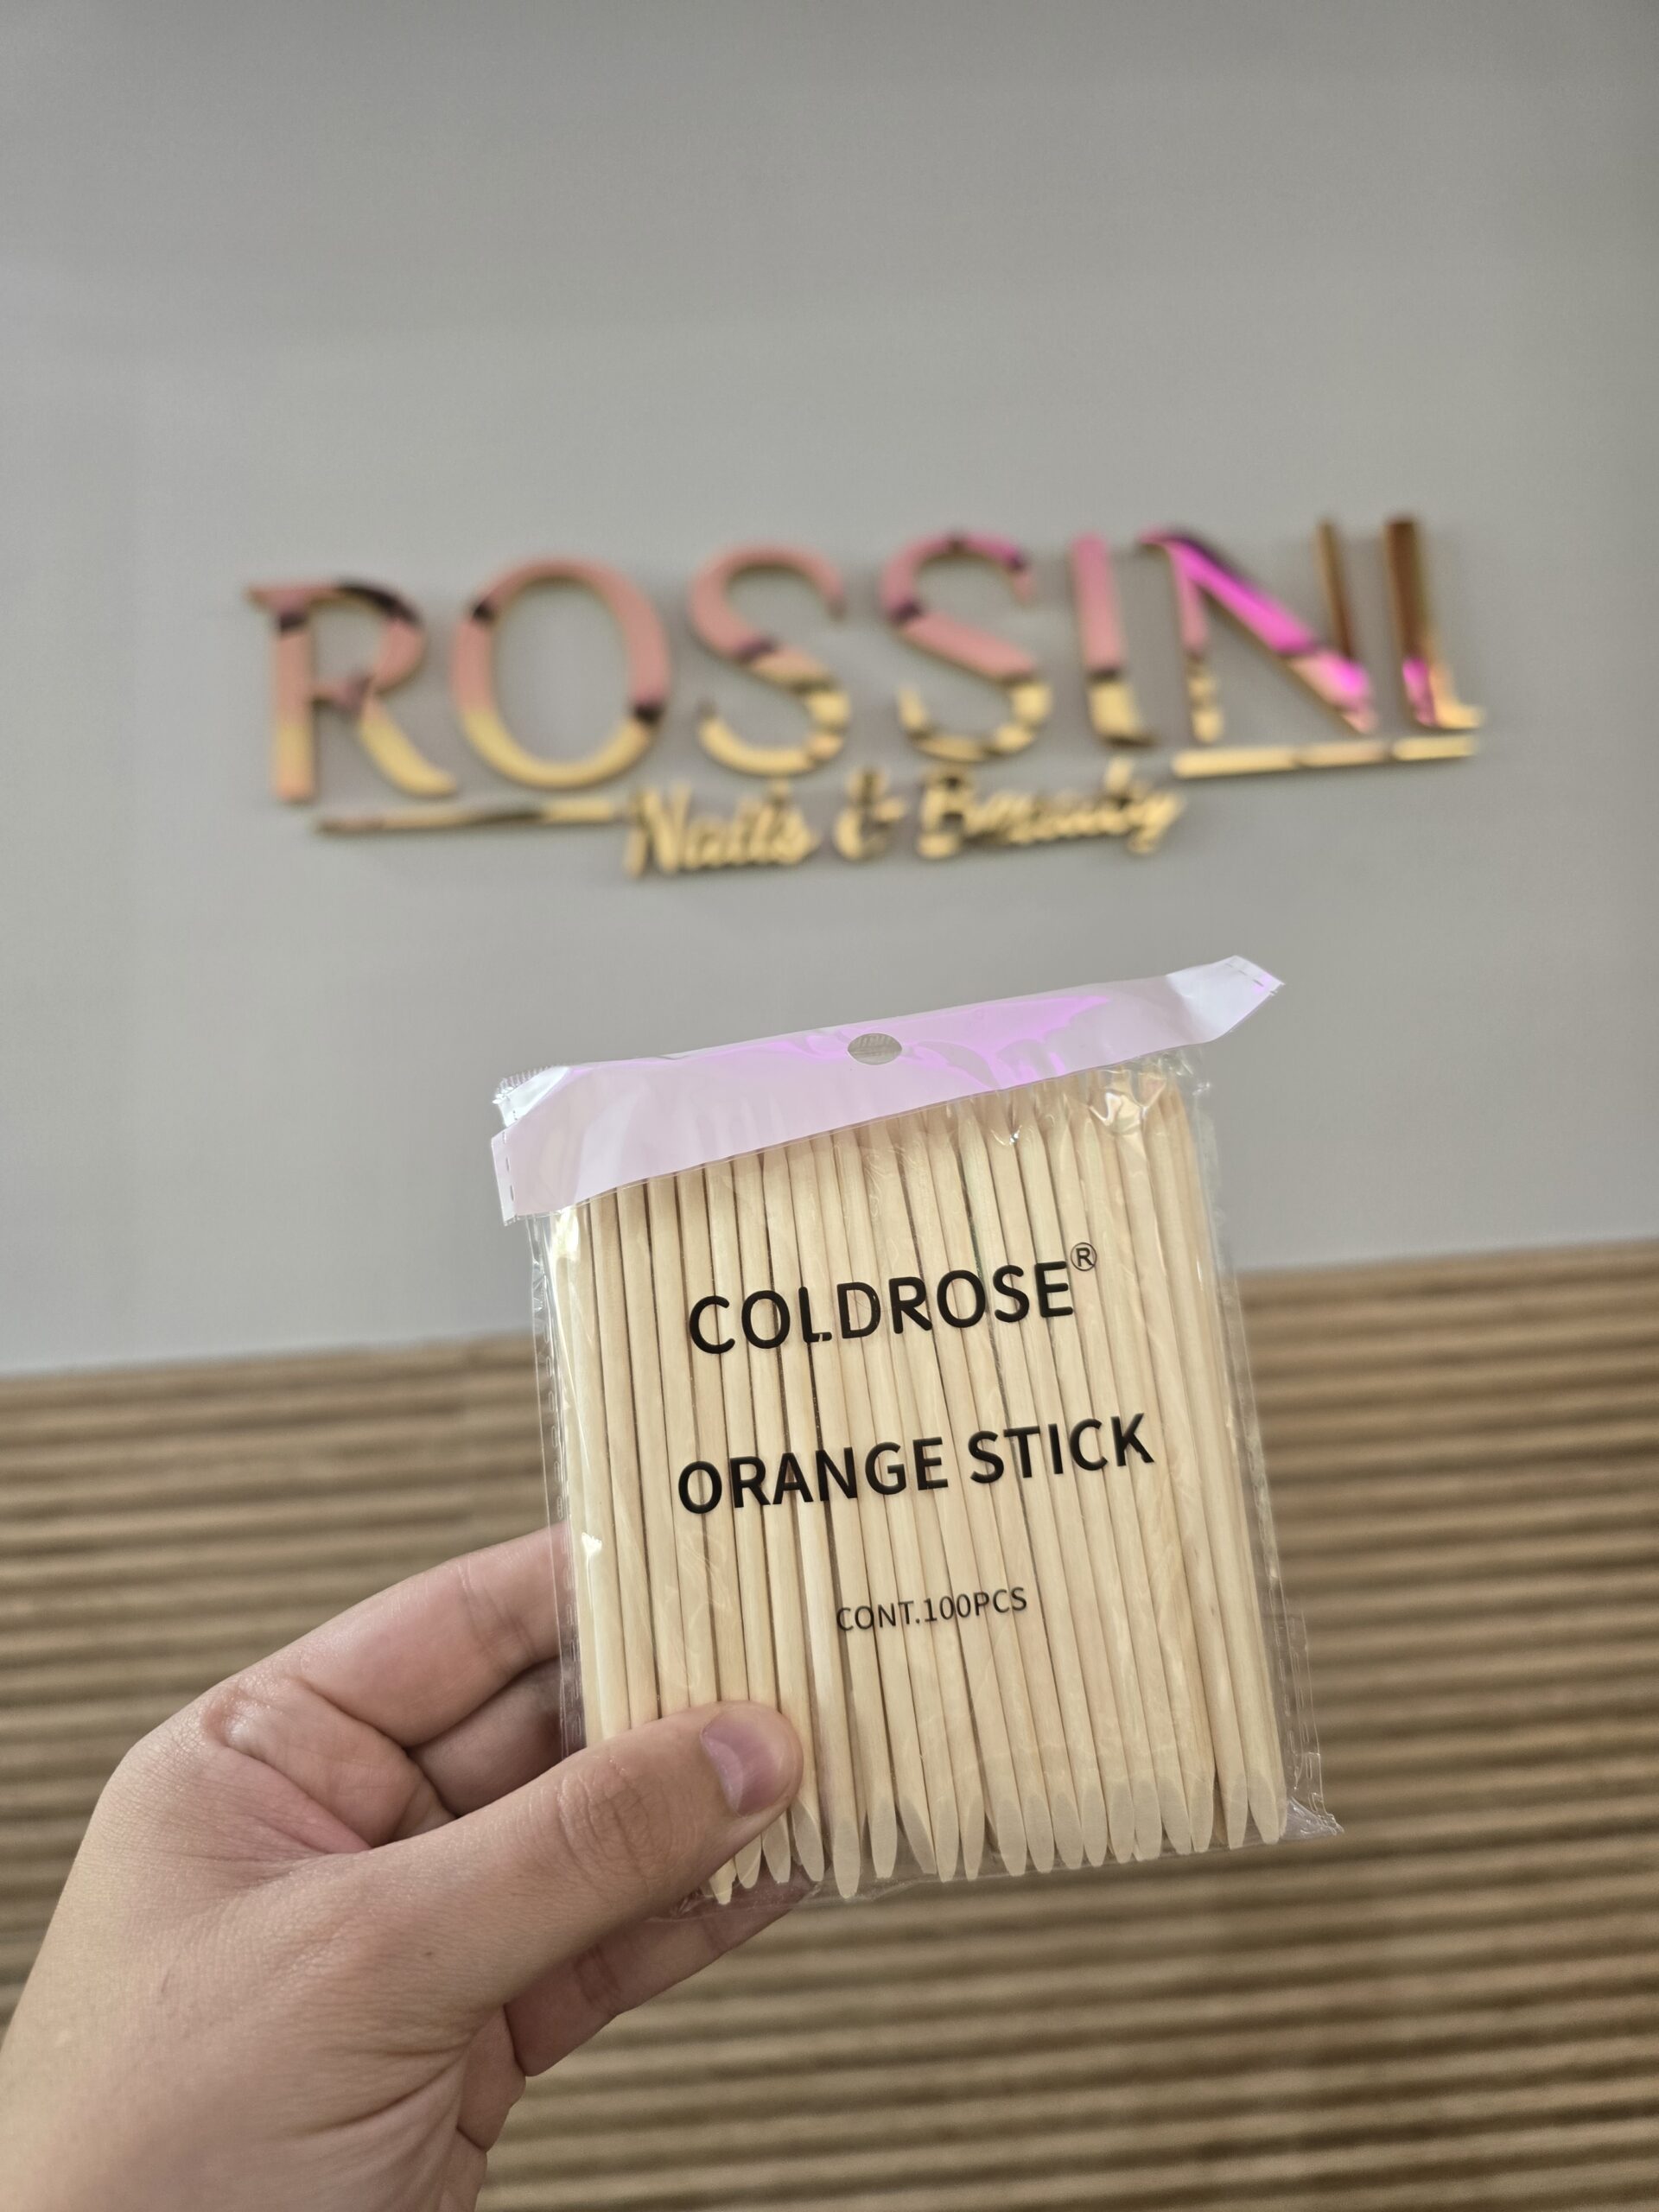 ROSSINI
Nails & Beauty
COLDROSE®
ORANGE STICK
CONT.100PCS